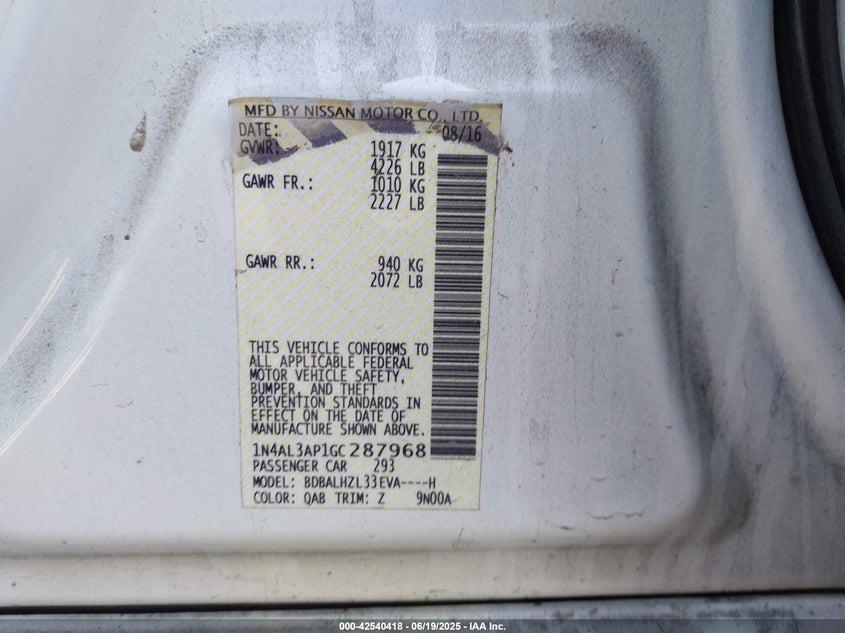 MFD BY NISSAN MOTOR CO., LTD.
DATE: 08/16
GVWR: 1917 KG
4226 LB
GAWR FR.: 1010 KG
2227 LB
GAWR RR.: 940 KG
2072 LB
THIS VEHICLE CONFORMS TO
ALL APPLICABLE FEDERAL
MOTOR VEHICLE SAFETY,
BUMPER, AND THEFT
PREVENTION STANDARDS IN
EFFECT ON THE DATE OF
MANUFACTURE SHOWN ABOVE.
1N4AL3AP1GC287968
PASSENGER CAR 293
MODEL: BDBALHZL33EVA----H
COLOR: QAB TRIM: Z 9N00A
000-42540418 - 06/19/2025 - IAA Inc.